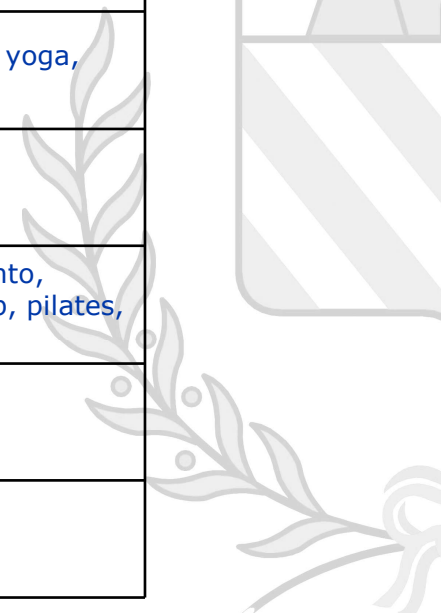 yoga,
nto,
o, pilates,